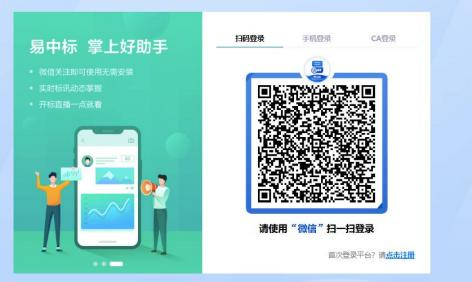 易中标 掌上好助手
• 微信关注即可使用无需安装
• 实时标讯动态掌握
• 开标直播一点就看
扫码登录 手机登录 CA登录
请使用“微信”扫一扫登录
首次登录平台？请点击注册